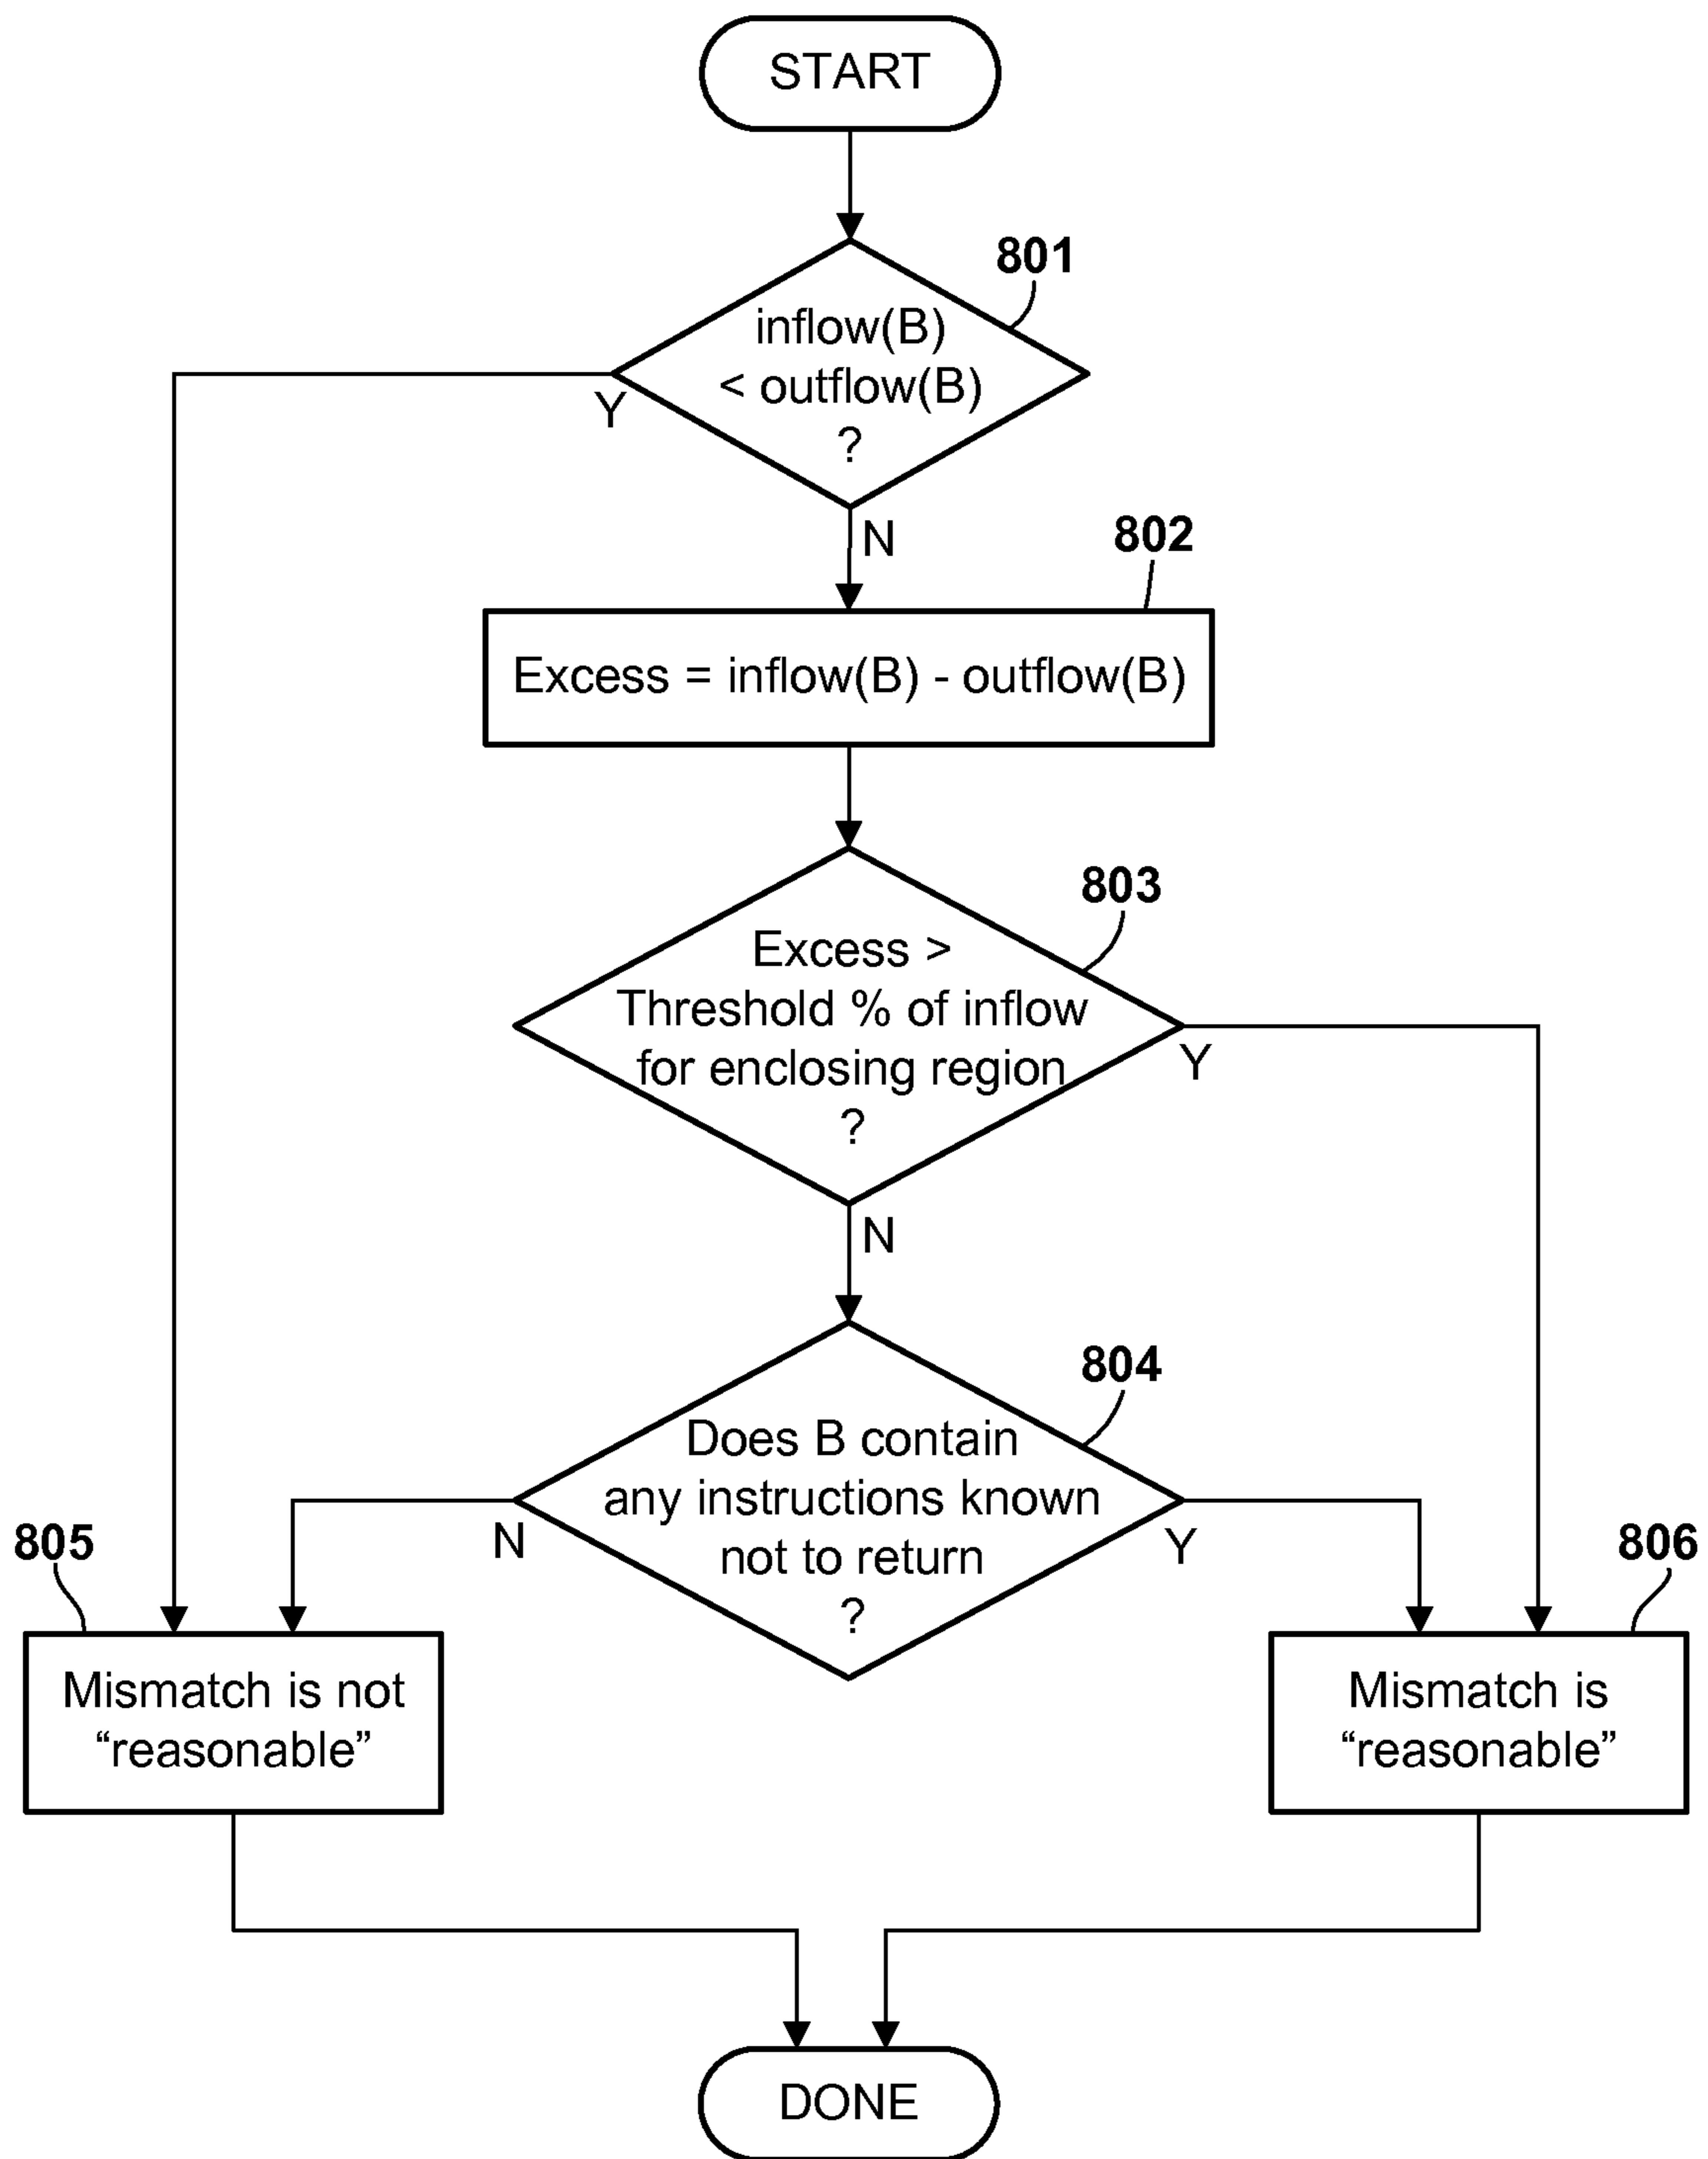 START
801
inflow(B)
< outflow(B)
?
Y
N
802
Excess = inflow(B) - outflow(B)
803
Excess >
Threshold % of inflow
for enclosing region
?
Y
N
804
Does B contain
any instructions known
not to return
?
N
Y
805
806
Mismatch is not
“reasonable”
Mismatch is
“reasonable”
DONE